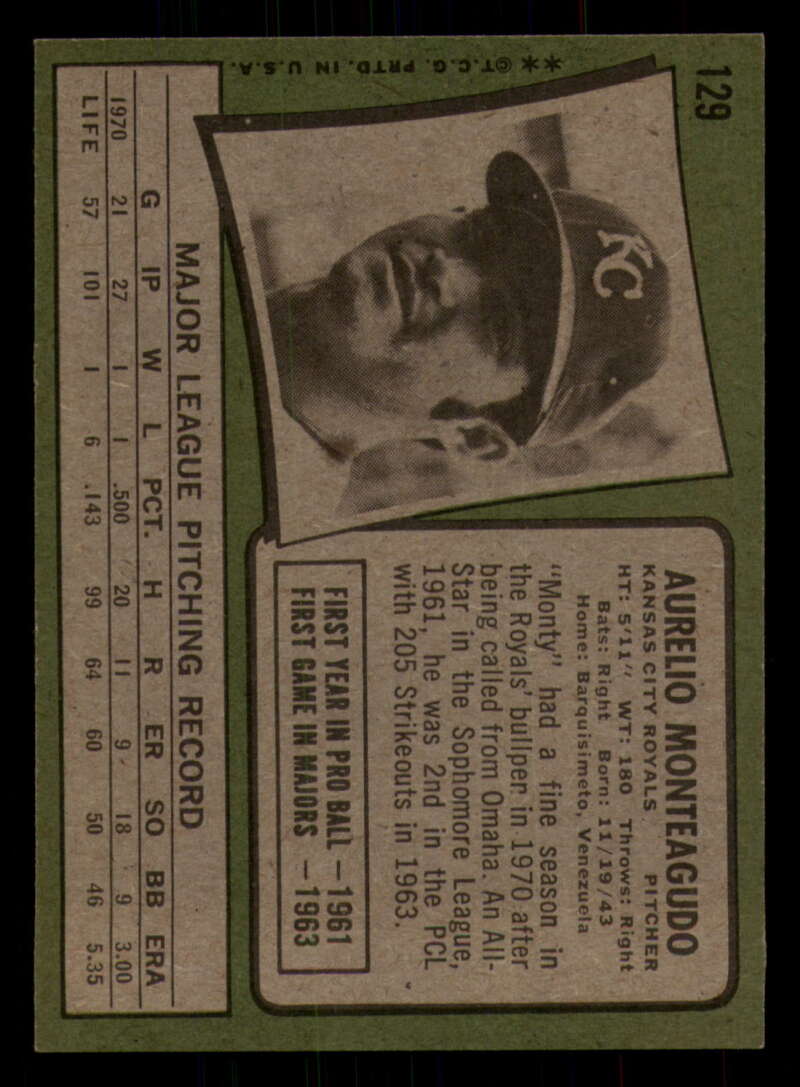 129
**©T.C.G. PRTD. IN U.S.A.
KC
AURELIO MONTEAGUDO
KANSAS CITY ROYALS PITCHER
HT: 5'11" WT: 180 Throws: Right
Bats: Right Born: 11/19/43
Home: Barquisimeto, Venezuela
"Monty" had a fine season in
the Royals' bullper in 1970 after
being called from Omaha. An All-
Star in the Sophomore League,
1961, he was 2nd in the PCL
with 205 Strikeouts in 1963.
FIRST YEAR IN PRO BALL — 1961
FIRST GAME IN MAJORS — 1963
MAJOR LEAGUE PITCHING RECORD
G IP W L PCT. H R ER SO BB ERA
1970 21 27 1 1 .500 20 11 9 18 9 3.00
LIFE 57 101 1 6 .143 99 64 60 50 46 5.35